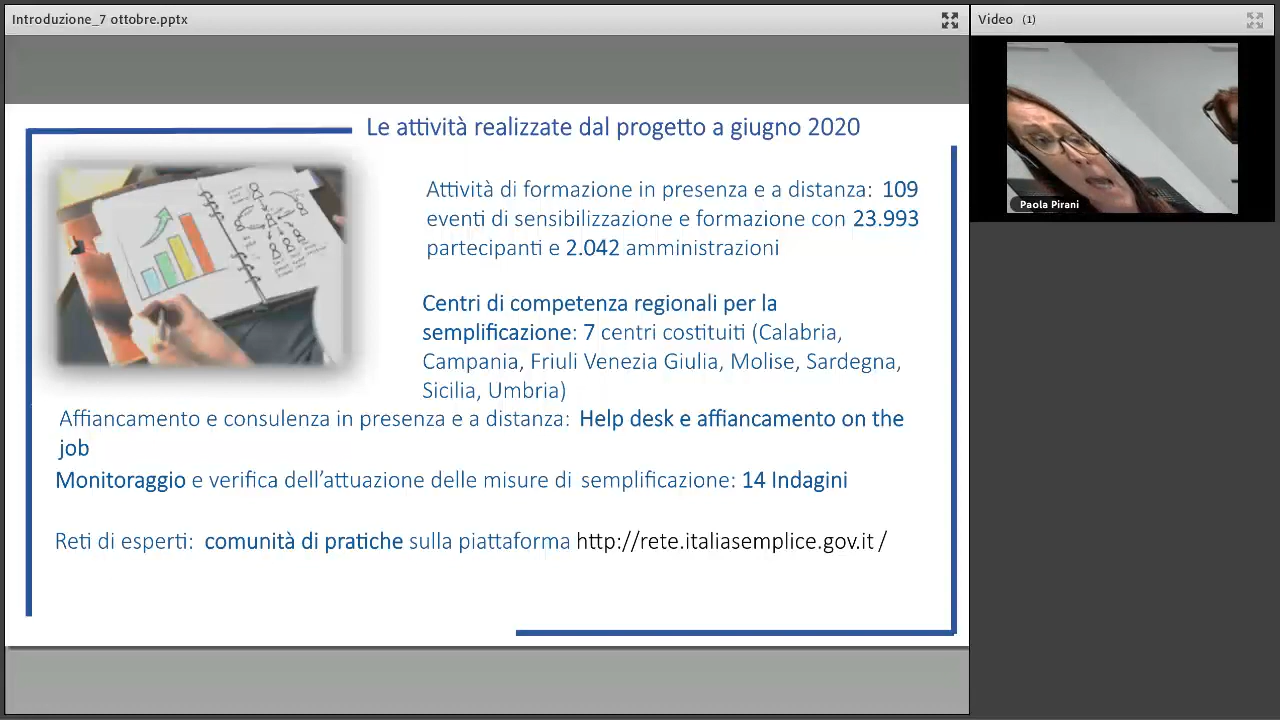 Introduzione_7 ottobre.pptx
Video (1)
Paola Pirani
Le attività realizzate dal progetto a giugno 2020
Attività di formazione in presenza e a distanza: 109
eventi di sensibilizzazione e formazione con 23.993
partecipanti e 2.042 amministrazioni
Centri di competenza regionali per la
semplificazione: 7 centri costituiti (Calabria,
Campania, Friuli Venezia Giulia, Molise, Sardegna,
Sicilia, Umbria)
Affiancamento e consulenza in presenza e a distanza: Help desk e affiancamento on the
job
Monitoraggio e verifica dell'attuazione delle misure di semplificazione: 14 Indagini
Reti di esperti: comunità di pratiche sulla piattaforma http://rete.italiasemplice.gov.it /